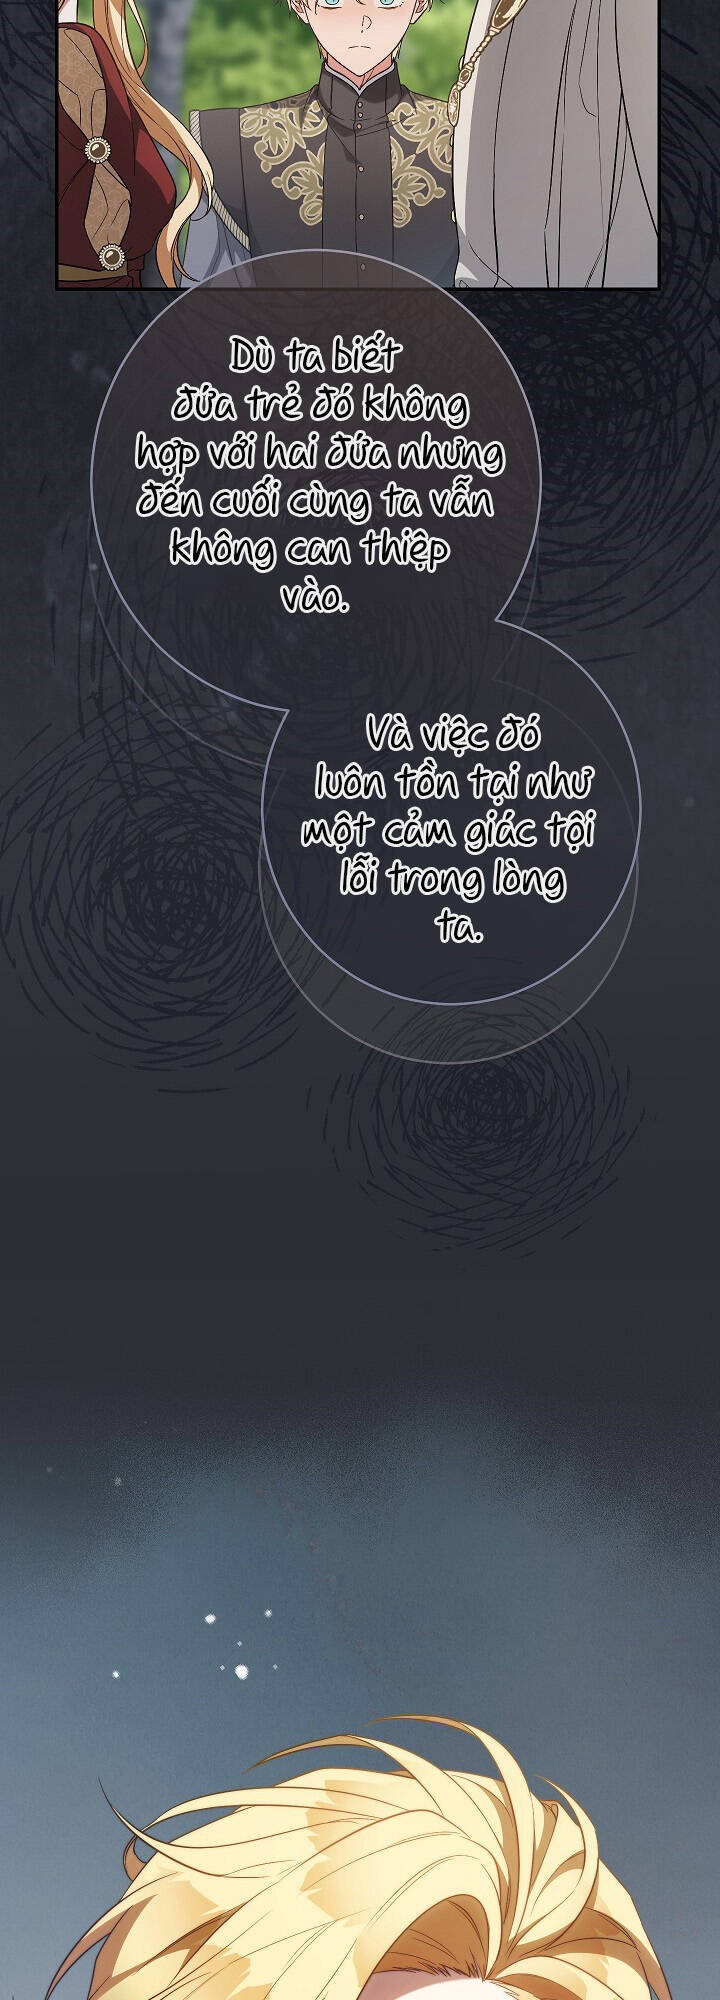 Dù ta biết
đứa trẻ đó không
hợp với hai đứa nhưng
đến cuối cùng ta vẫn
không can thiệp
vào.
Và việc đó
luôn tồn tại như
một cảm giác tội
lỗi trong lòng
ta.